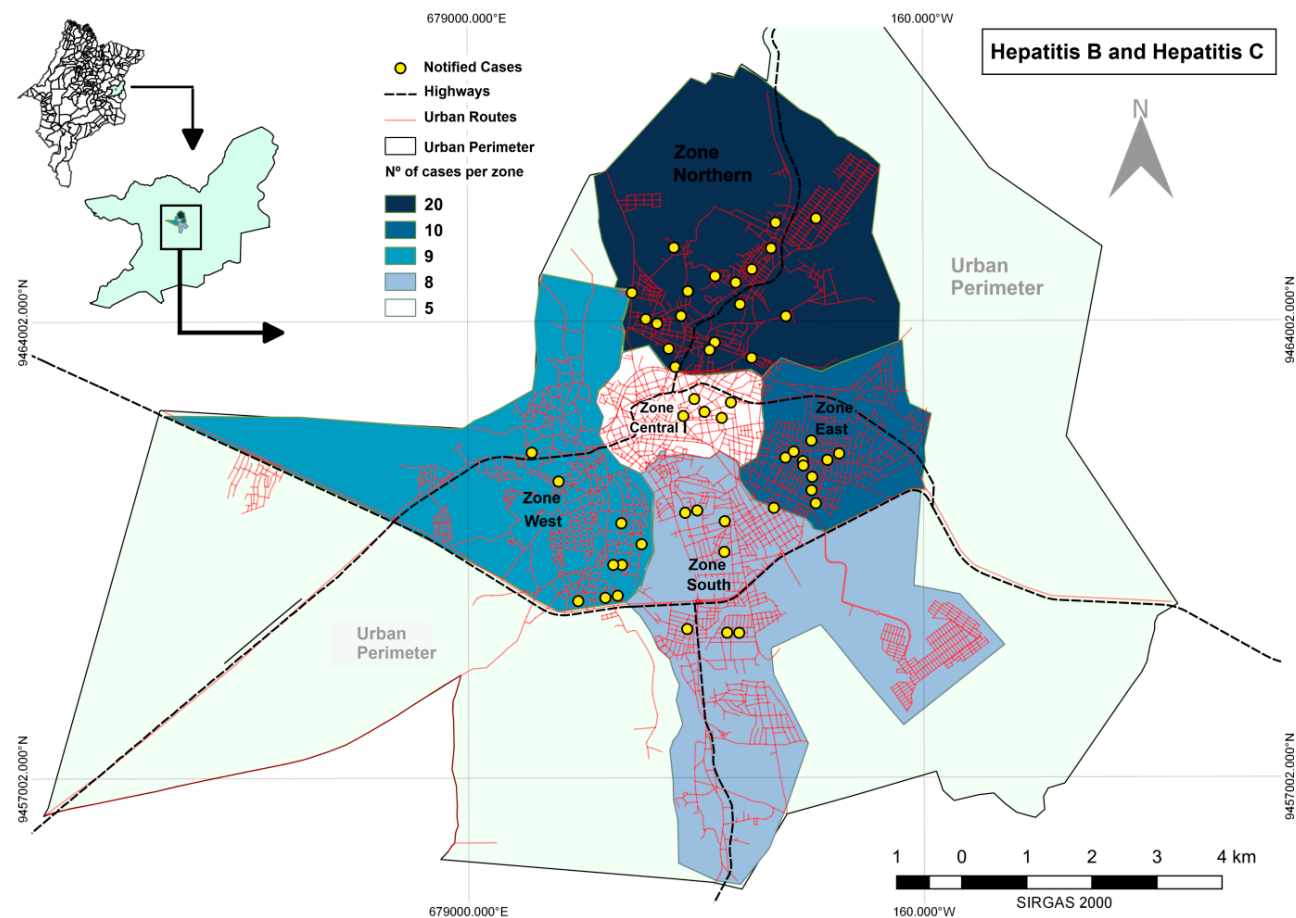 679000.000°E
160.000°W
Hepatitis B and Hepatitis C
Notified Cases
Highways
Urban Routes
Urban Perimeter
Nº of cases per zone
20
10
9
8
5
N
Zone
Northern
Urban
Perimeter
9464002.000°N
9464002.000°N
Zone
Central
Zone
East
Zone
West
Zone
South
Urban
Perimeter
9457002.000°N
9457002.000°N
1 0 1 2 3 4 km
SIRGAS 2000
679000.000°E
160.000°W